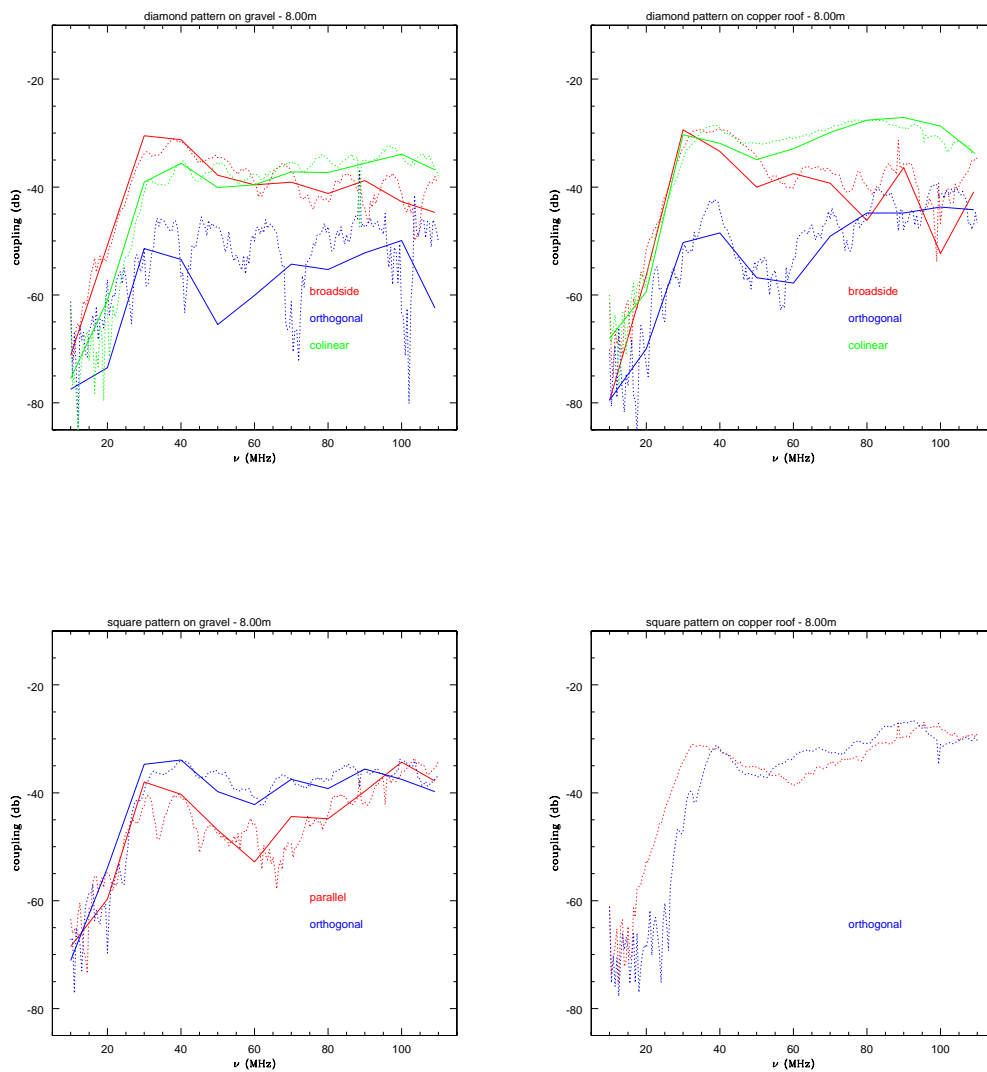 diamond pattern on gravel - 8.00m
-20
-40
-60
-80
coupling (db)
broadside
orthogonal
colinear
20 40 60 80 100
ν (MHz)
diamond pattern on copper roof - 8.00m
-20
-40
-60
-80
coupling (db)
broadside
orthogonal
colinear
20 40 60 80 100
ν (MHz)
square pattern on gravel - 8.00m
-20
-40
-60
-80
coupling (db)
parallel
orthogonal
20 40 60 80 100
ν (MHz)
square pattern on copper roof - 8.00m
-20
-40
-60
-80
coupling (db)
orthogonal
20 40 60 80 100
ν (MHz)